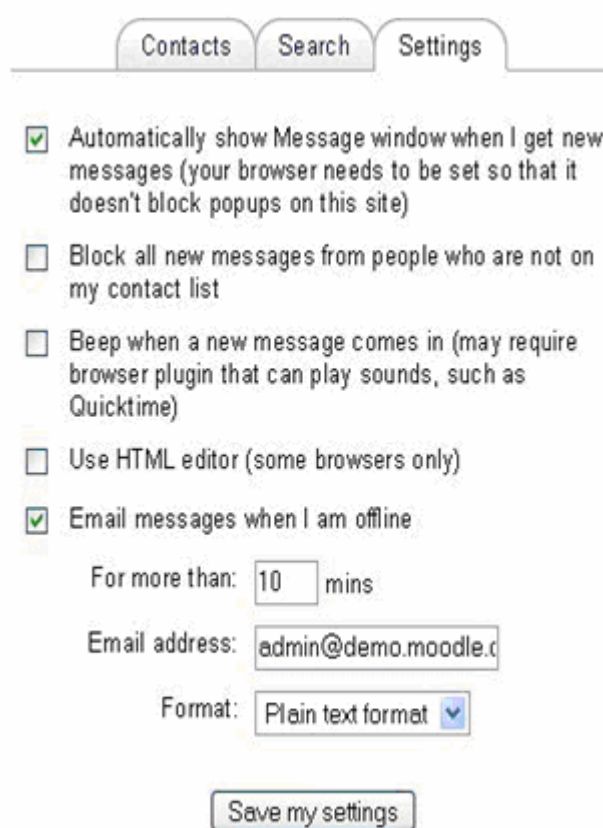 Contacts Search Settings
Automatically show Message window when I get new
messages (your browser needs to be set so that it
doesn't block popups on this site)
Block all new messages from people who are not on
my contact list
Beep when a new message comes in (may require
browser plugin that can play sounds, such as
Quicktime)
Use HTML editor (some browsers only)
Email messages when I am offline
For more than: 10 mins
Email address: admin@demo.moodle.c
Format: Plain text format
Save my settings